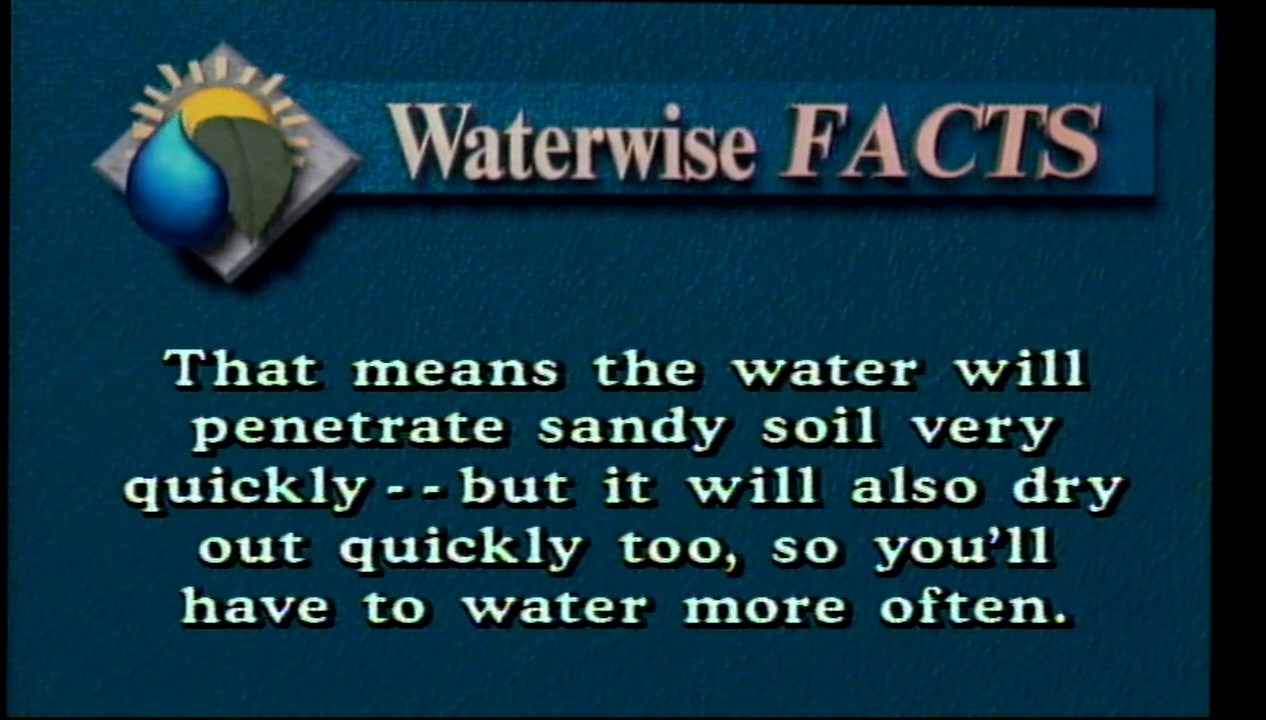 Waterwise FACTS
That means the water will
penetrate sandy soil very
quickly -- but it will also dry
out quickly too, so you'll
have to water more often.